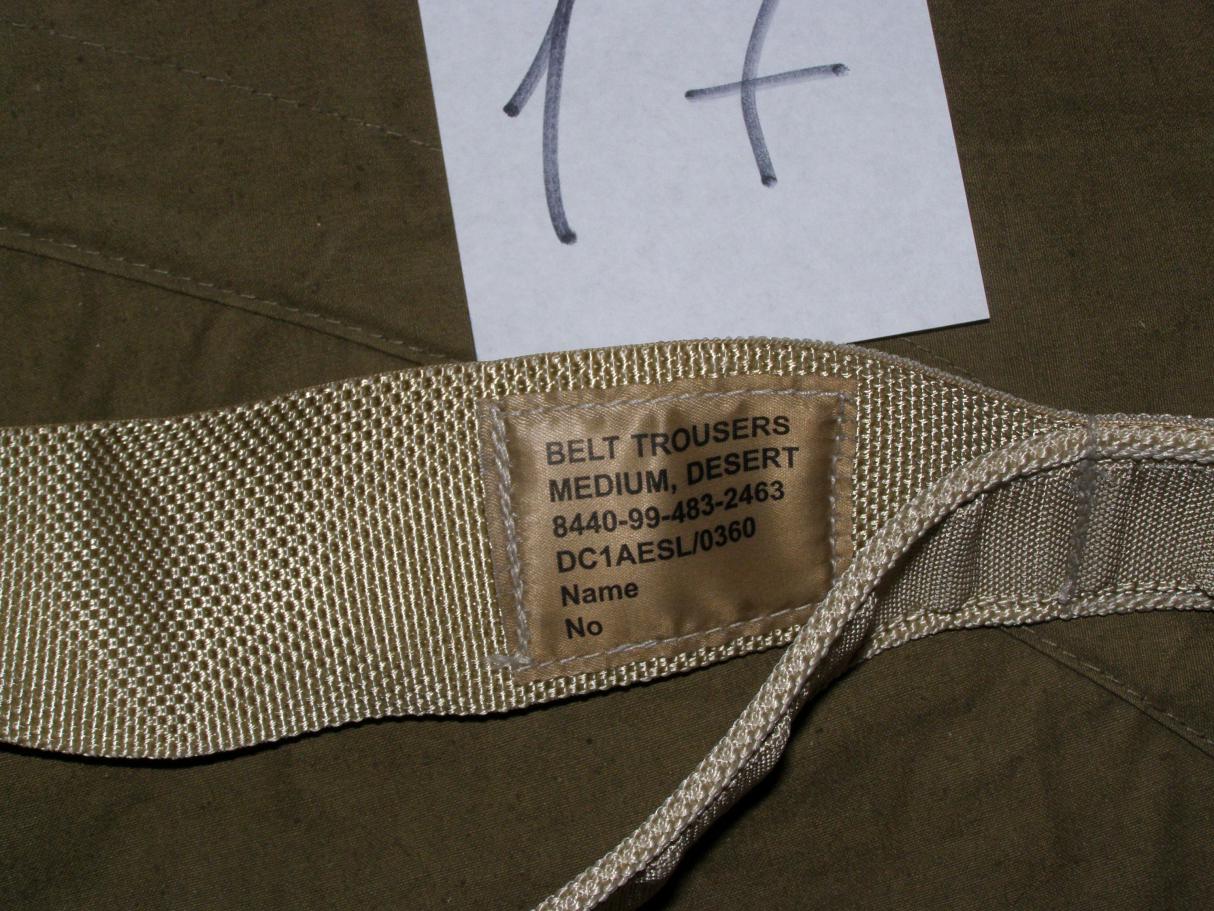 17
BELT TROUSERS
MEDIUM, DESERT
8440-99-483-2463
DC1AESL/0360
Name
No